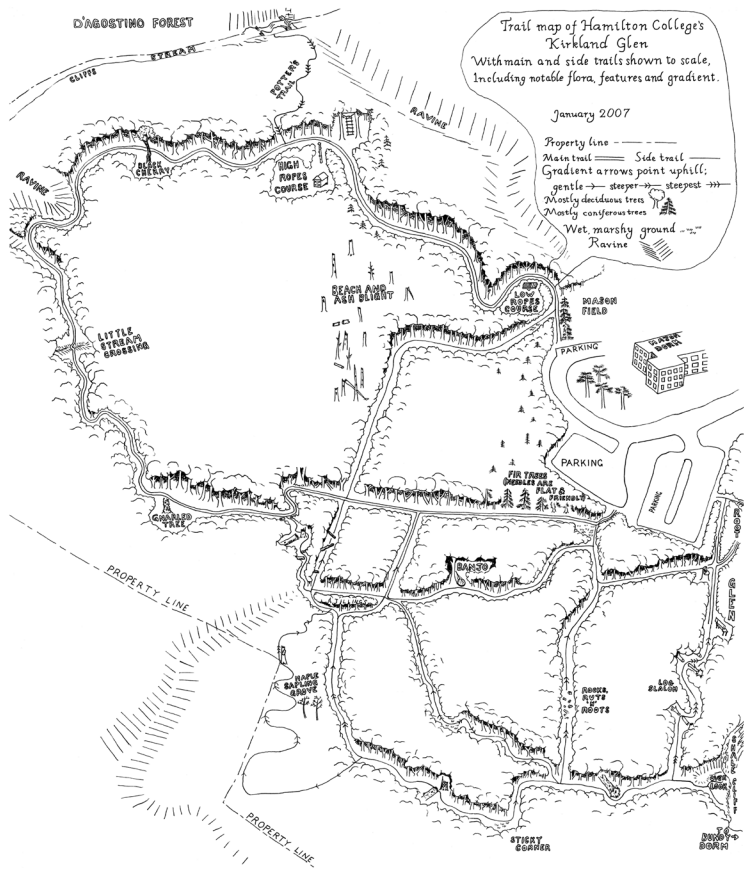 D'AGOSTINO FOREST
CLIFFS
STREAM
POTTER'S
TRAIL
RAVINE
Trail map of Hamilton College's
Kirkland Glen
With main and side trails shown to scale,
Including notable flora, features and gradient.
January 2007
Property line
Main trail Side trail
Gradient arrows point uphill;
gentle steeper steepest
Mostly deciduous trees
Mostly coniferous trees
Wet, marshy ground
Ravine
BLACK
CHERRY
HIGH
ROPES
COURSE
RAVINE
BEACH AND
ASH BLIGHT
LOW
ROPES
COURSE
MASON
FIELD
LITTLE
STREAM
CROSSING
PARKING
DORM
PARKING
PARKING
FIR TREES
(NEEDLES ARE
FLAT &
FRIENDLY)
GNARLED
TREE
ROOT
GLEN
BANJO
PROPERTY LINE
MAPLE
SAPLING
GROVE
LOG
SLALOM
ROCKS,
RUTS
'N'
ROOTS
PROPERTY LINE
STICKY
CORNER
TO
BUNDY
DORM